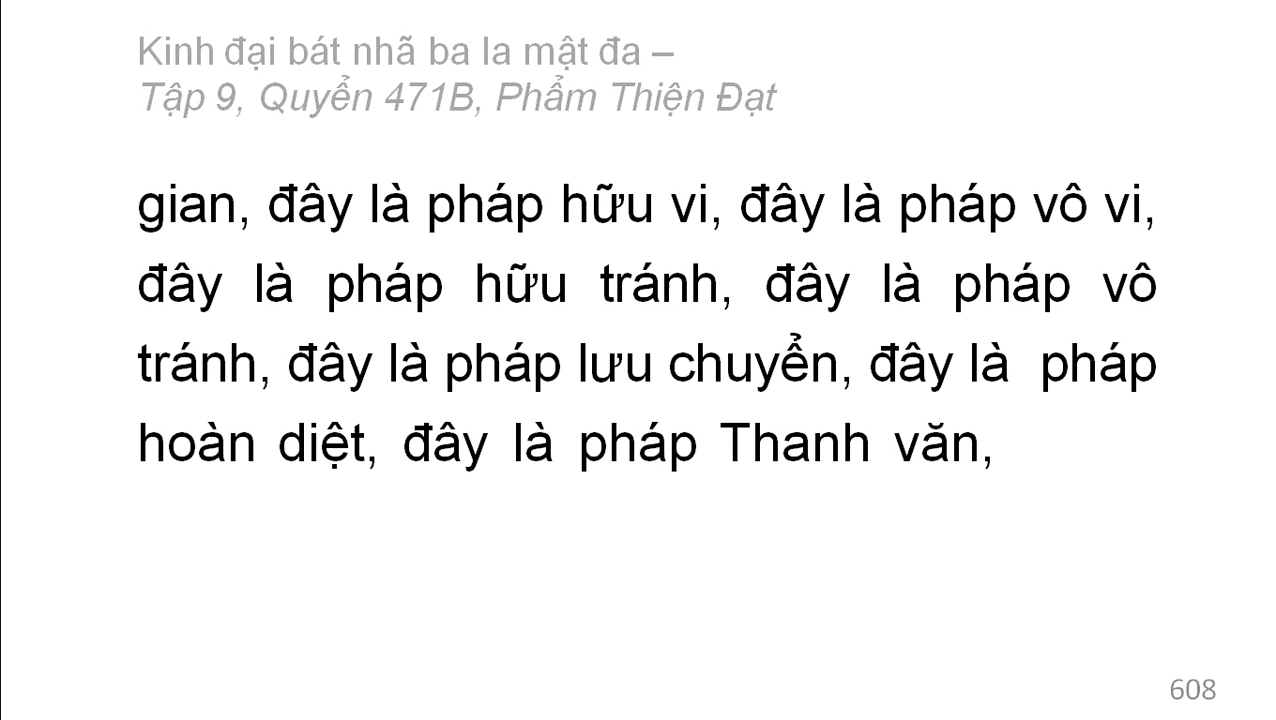 Kinh đại bát nhã ba la mật đa –
Tập 9, Quyển 471B, Phẩm Thiện Đạt
gian, đây là pháp hữu vi, đây là pháp vô vi,
đây là pháp hữu tránh, đây là pháp vô
tránh, đây là pháp lưu chuyển, đây là pháp
hoàn diệt, đây là pháp Thanh văn,
608